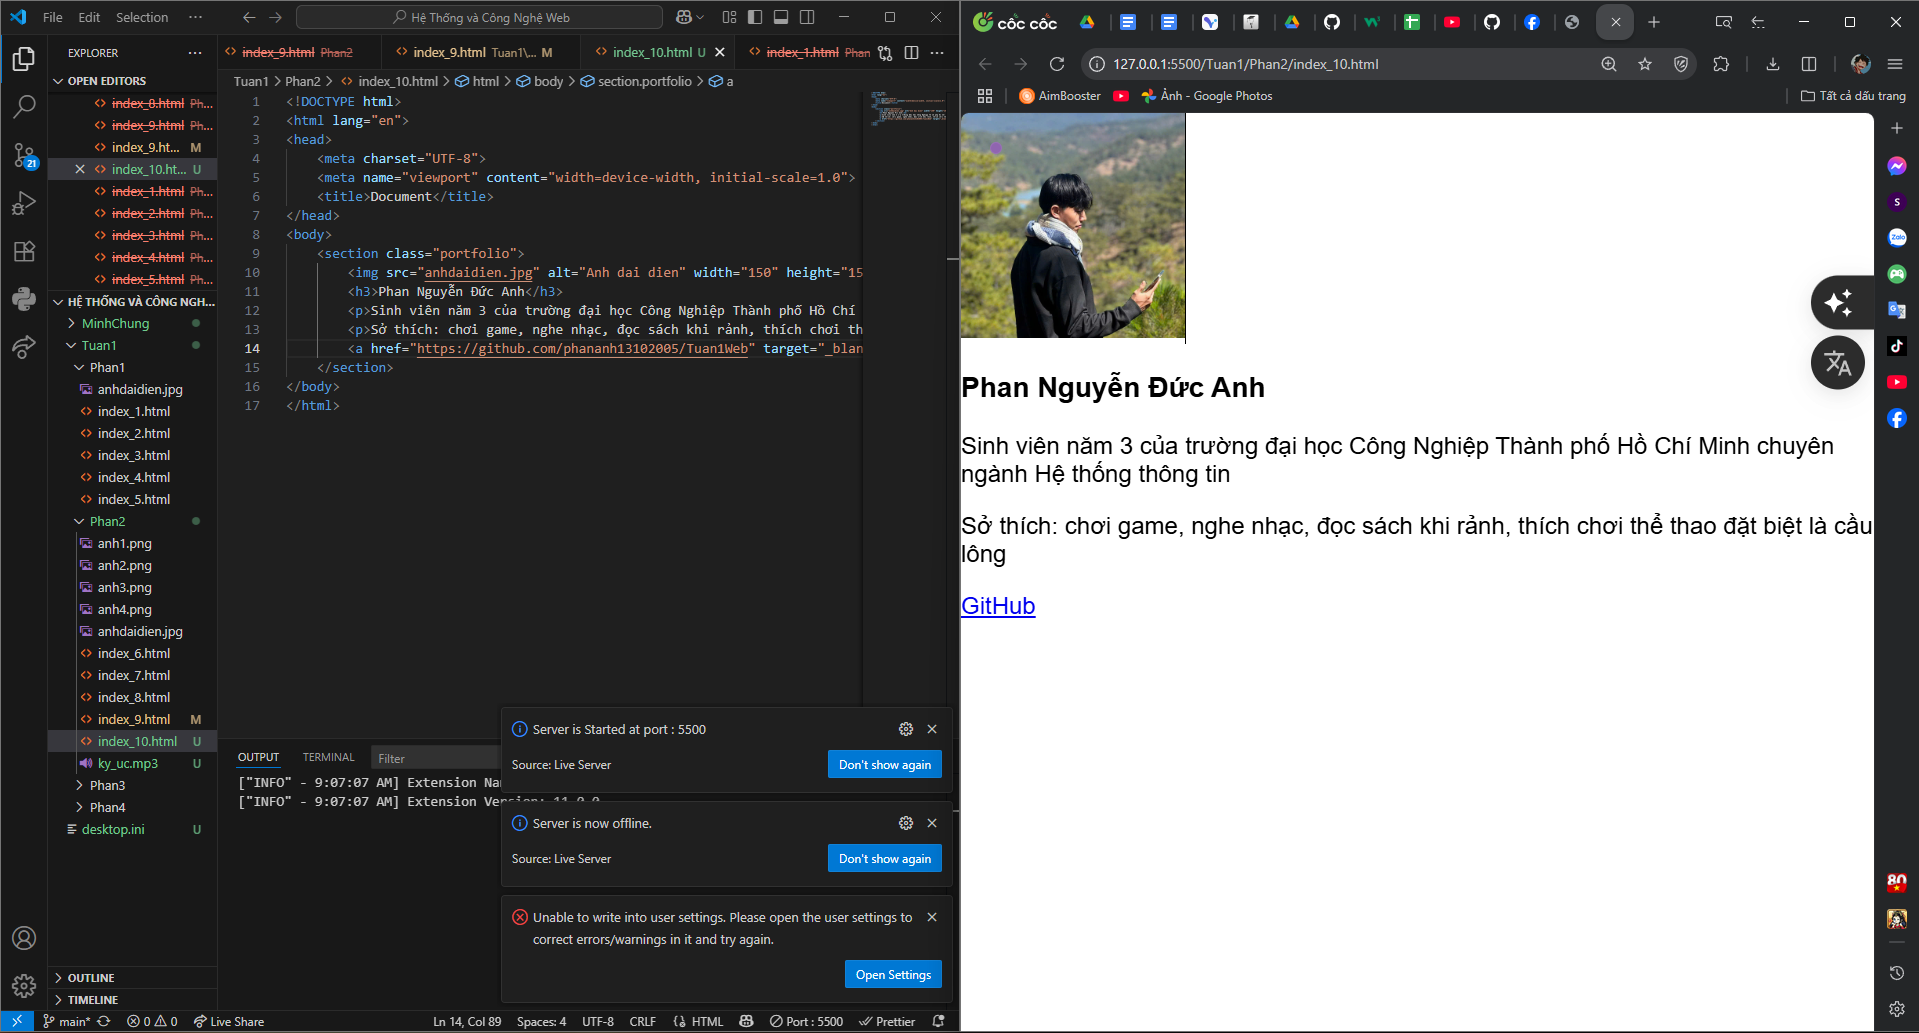 File
Edit
Selection
Hệ Thống và Công Nghệ Web
EXPLORER
OPEN EDITORS
index_8.html Ph...
index_9.html Ph...
index_9.ht... M
index_10.ht... U
index_1.html Ph...
index_2.html Ph...
index_3.html Ph...
index_4.html Ph...
index_5.html Ph...
HỆ THỐNG VÀ CÔNG NGH...
MinhChung
Tuan1
Phan1
anhdaidien.jpg
index_1.html
index_2.html
index_3.html
index_4.html
index_5.html
Phan2
anh1.png
anh2.png
anh3.png
anh4.png
anhdaidien.jpg
index_6.html
index_7.html
index_8.html
index_9.html M
index_10.html U
ky_uc.mp3 U
Phan3
Phan4
desktop.ini U
OUTLINE
TIMELINE
21
index_9.html Phan2
index_9.html Tuan1\... M
index_10.html U
index_1.html Phan
Tuan1 > Phan2 > index_10.html > html > body > section.portfolio > a
1 <!DOCTYPE html>
2 <html lang="en">
3 <head>
4 <meta charset="UTF-8">
5 <meta name="viewport" content="width=device-width, initial-scale=1.0">
6 <title>Document</title>
7 </head>
8 <body>
9 <section class="portfolio">
10 <img src="anhdaidien.jpg" alt="Anh dai dien" width="150" height="15
11 <h3>Phan Nguyễn Đức Anh</h3>
12 <p>Sinh viên năm 3 của trường đại học Công Nghiệp Thành phố Hồ Chí
13 <p>Sở thích: chơi game, nghe nhạc, đọc sách khi rảnh, thích chơi th
14 <a href="https://github.com/phananh13102005/Tuan1Web" target="_blan
15 </section>
16 </body>
17 </html>
OUTPUT
TERMINAL
Filter
["INFO" - 9:07:07 AM] Extension Na
["INFO" - 9:07:07 AM] Extension Version: 11.0.0
Server is Started at port : 5500
Source: Live Server
Don't show again
Server is now offline.
Source: Live Server
Don't show again
Unable to write into user settings. Please open the user settings to
correct errors/warnings in it and try again.
Open Settings
main*
0 0
Live Share
Ln 14, Col 89
Spaces: 4
UTF-8
CRLF
HTML
Port : 5500
Prettier
cốc cốc
127.0.0.1:5500/Tuan1/Phan2/index_10.html
AimBooster
Ảnh - Google Photos
Tất cả dấu trang
Phan Nguyễn Đức Anh
Sinh viên năm 3 của trường đại học Công Nghiệp Thành phố Hồ Chí Minh chuyên
ngành Hệ thống thông tin
Sở thích: chơi game, nghe nhạc, đọc sách khi rảnh, thích chơi thể thao đặt biệt là cầu
lông
GitHub
S
Zalo
80